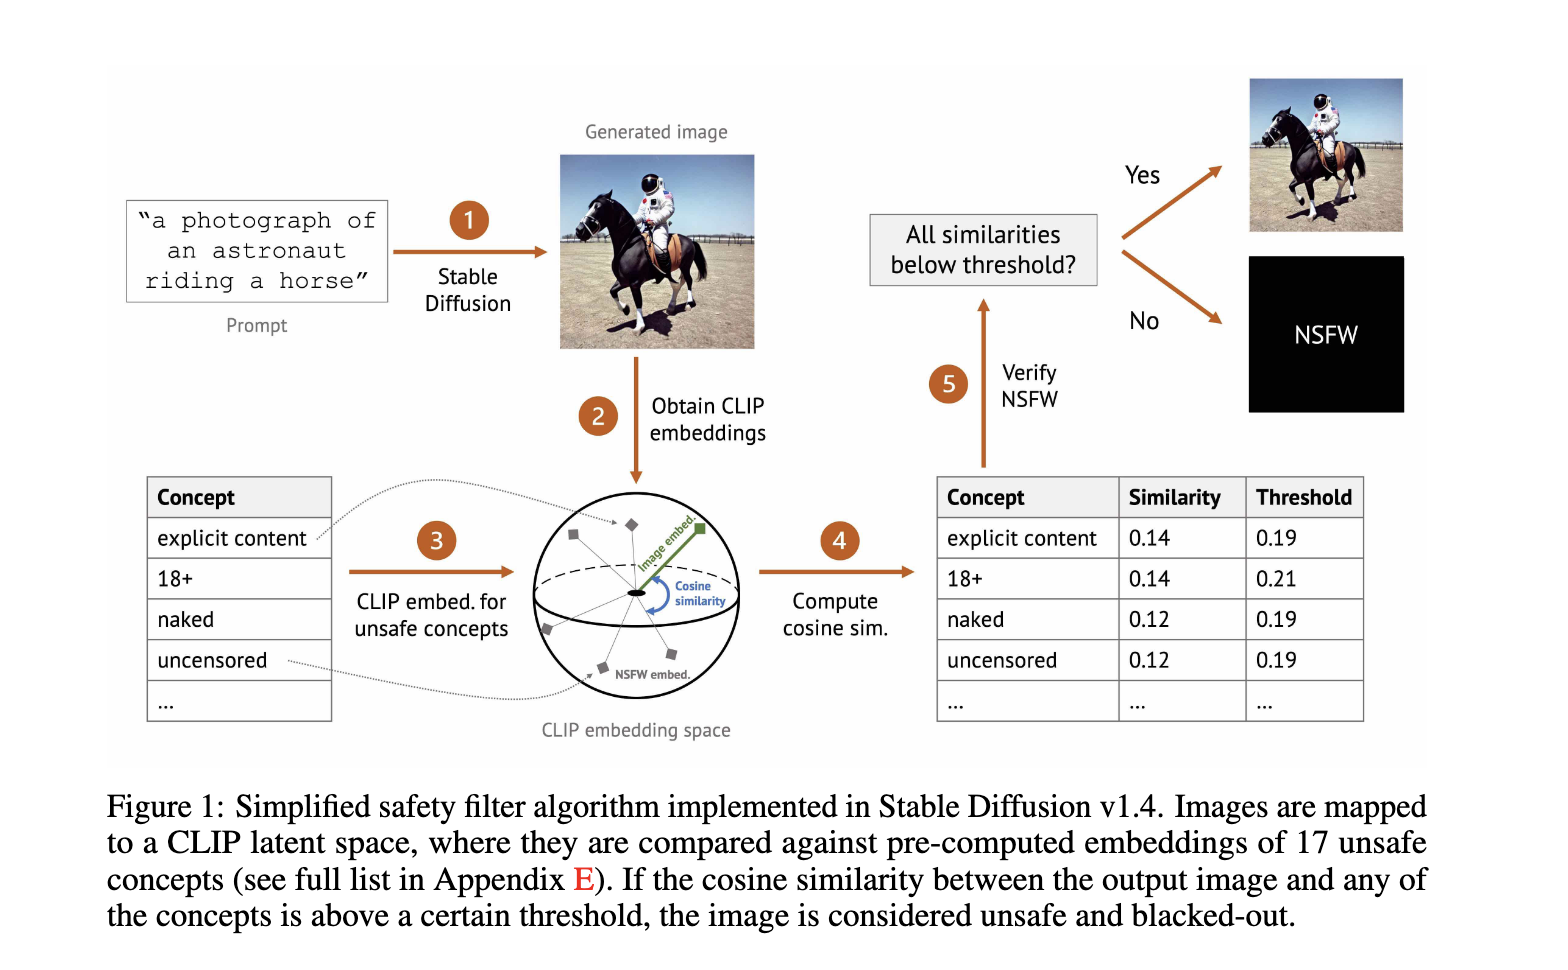 Generated image
“a photograph of
an astronaut
riding a horse”
Prompt
1
Stable
Diffusion
2
Obtain CLIP
embeddings
Concept
explicit content
18+
naked
uncensored
...
3
CLIP embed. for
unsafe concepts
Image embed.
Cosine
similarity
NSFW embed.
CLIP embedding space
4
Compute
cosine sim.
Concept Similarity Threshold
explicit content 0.14 0.19
18+ 0.14 0.21
naked 0.12 0.19
uncensored 0.12 0.19
... ... ...
5
Verify
NSFW
All similarities
below threshold?
Yes
No
NSFW
Figure 1: Simplified safety filter algorithm implemented in Stable Diffusion v1.4. Images are mapped
to a CLIP latent space, where they are compared against pre-computed embeddings of 17 unsafe
concepts (see full list in Appendix E). If the cosine similarity between the output image and any of
the concepts is above a certain threshold, the image is considered unsafe and blacked-out.